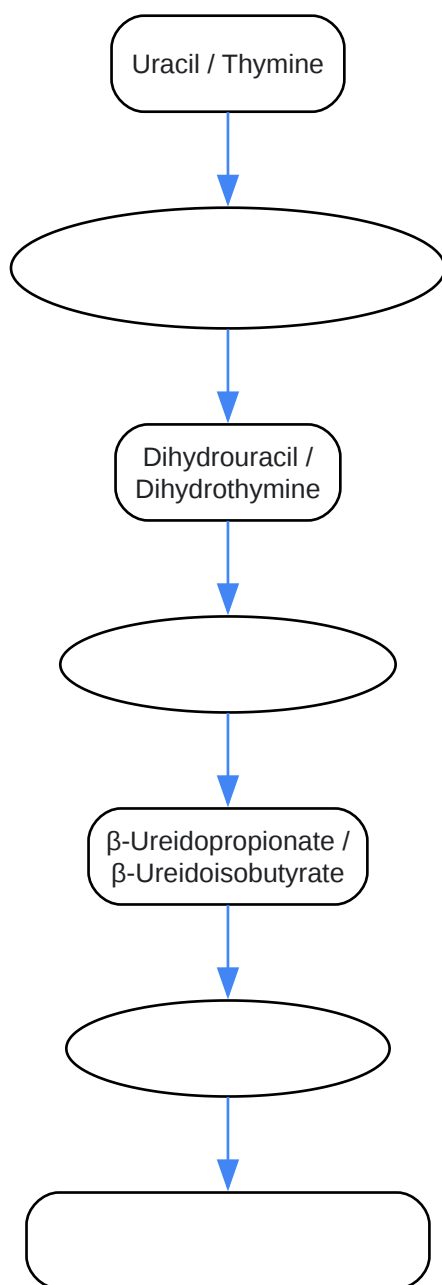 Uracil / Thymine
Dihydrouracil /
Dihydrothymine
β-Ureidopropionate /
β-Ureidoisobutyrate